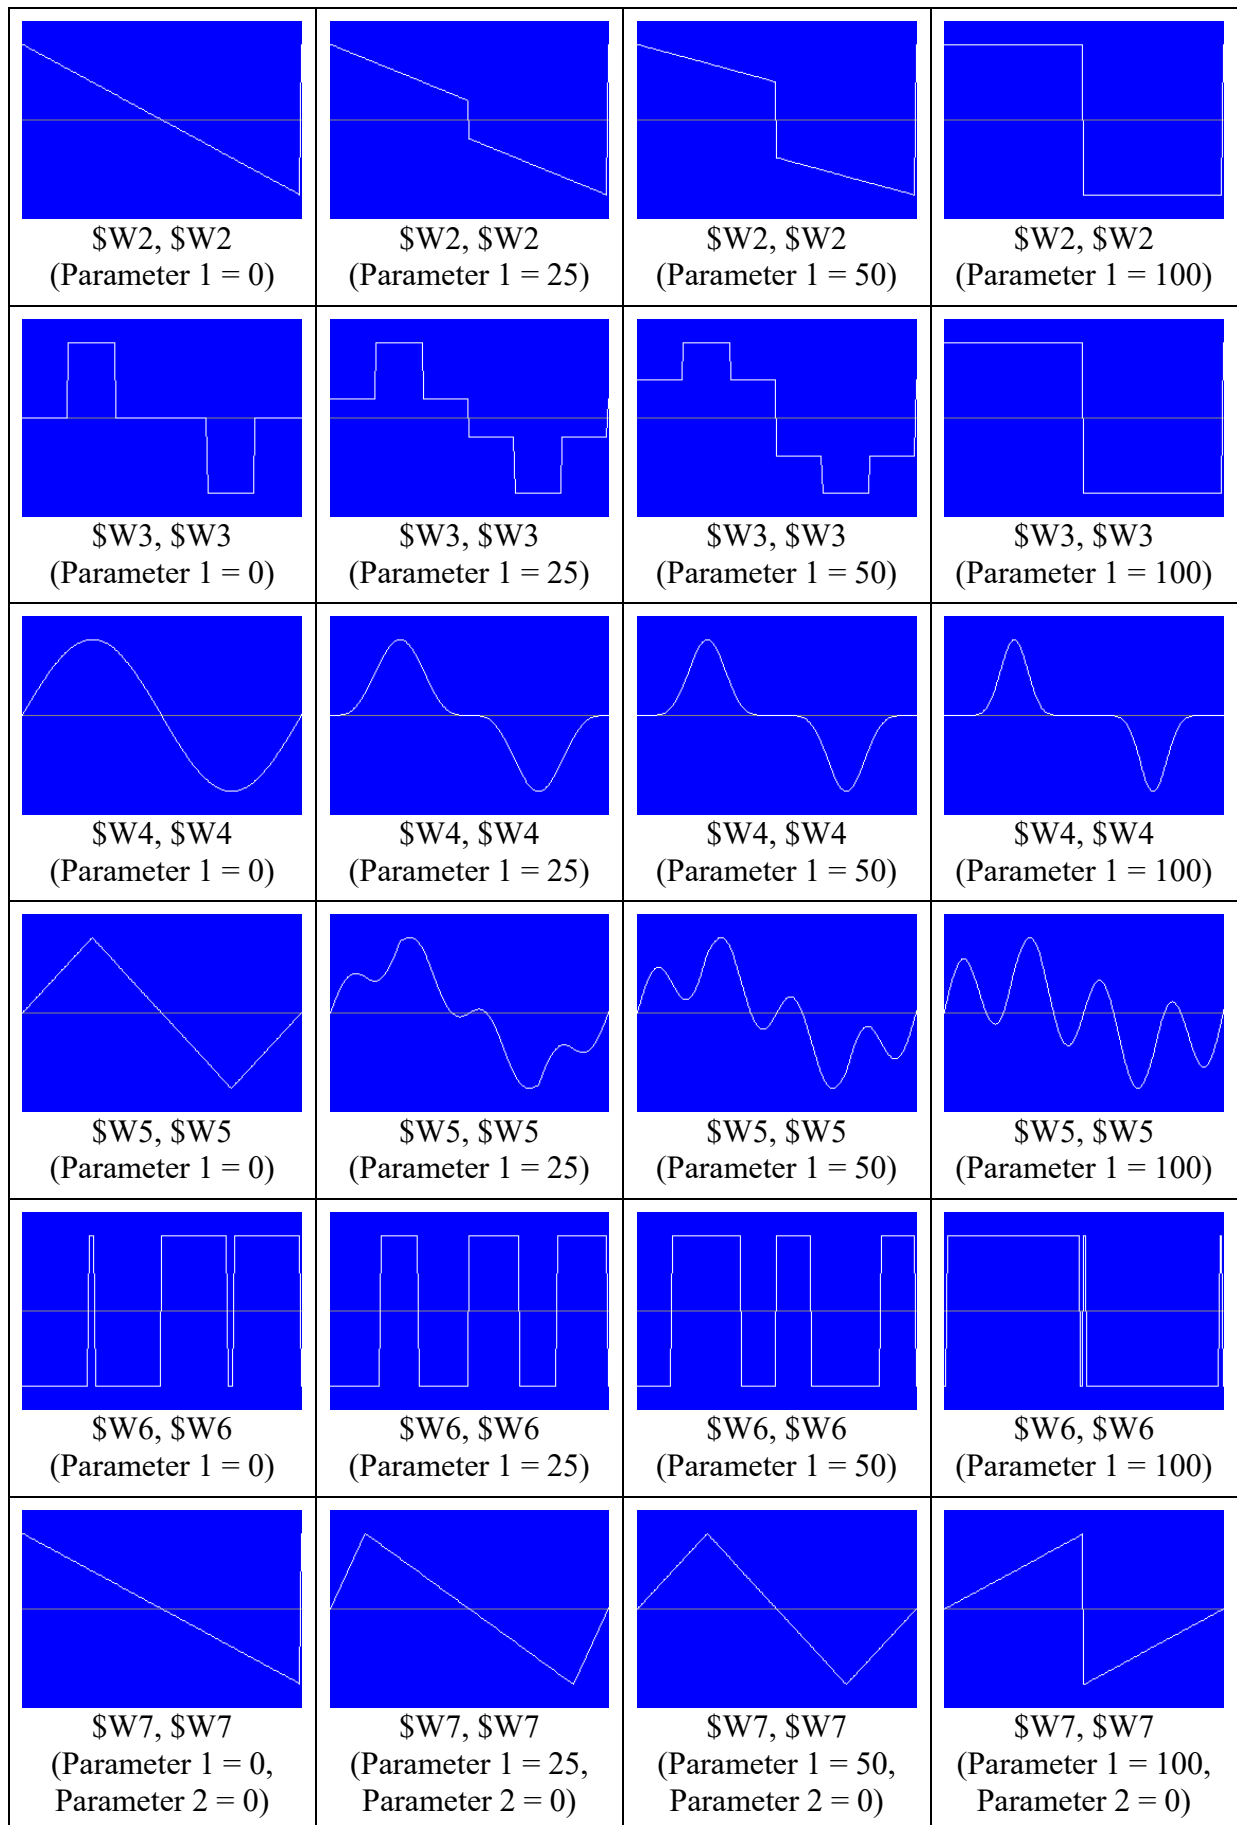 $W2, $W2
(Parameter 1 = 0)
$W2, $W2
(Parameter 1 = 25)
$W2, $W2
(Parameter 1 = 50)
$W2, $W2
(Parameter 1 = 100)
$W3, $W3
(Parameter 1 = 0)
$W3, $W3
(Parameter 1 = 25)
$W3, $W3
(Parameter 1 = 50)
$W3, $W3
(Parameter 1 = 100)
$W4, $W4
(Parameter 1 = 0)
$W4, $W4
(Parameter 1 = 25)
$W4, $W4
(Parameter 1 = 50)
$W4, $W4
(Parameter 1 = 100)
$W5, $W5
(Parameter 1 = 0)
$W5, $W5
(Parameter 1 = 25)
$W5, $W5
(Parameter 1 = 50)
$W5, $W5
(Parameter 1 = 100)
$W6, $W6
(Parameter 1 = 0)
$W6, $W6
(Parameter 1 = 25)
$W6, $W6
(Parameter 1 = 50)
$W6, $W6
(Parameter 1 = 100)
$W7, $W7
(Parameter 1 = 0,
Parameter 2 = 0)
$W7, $W7
(Parameter 1 = 25,
Parameter 2 = 0)
$W7, $W7
(Parameter 1 = 50,
Parameter 2 = 0)
$W7, $W7
(Parameter 1 = 100,
Parameter 2 = 0)